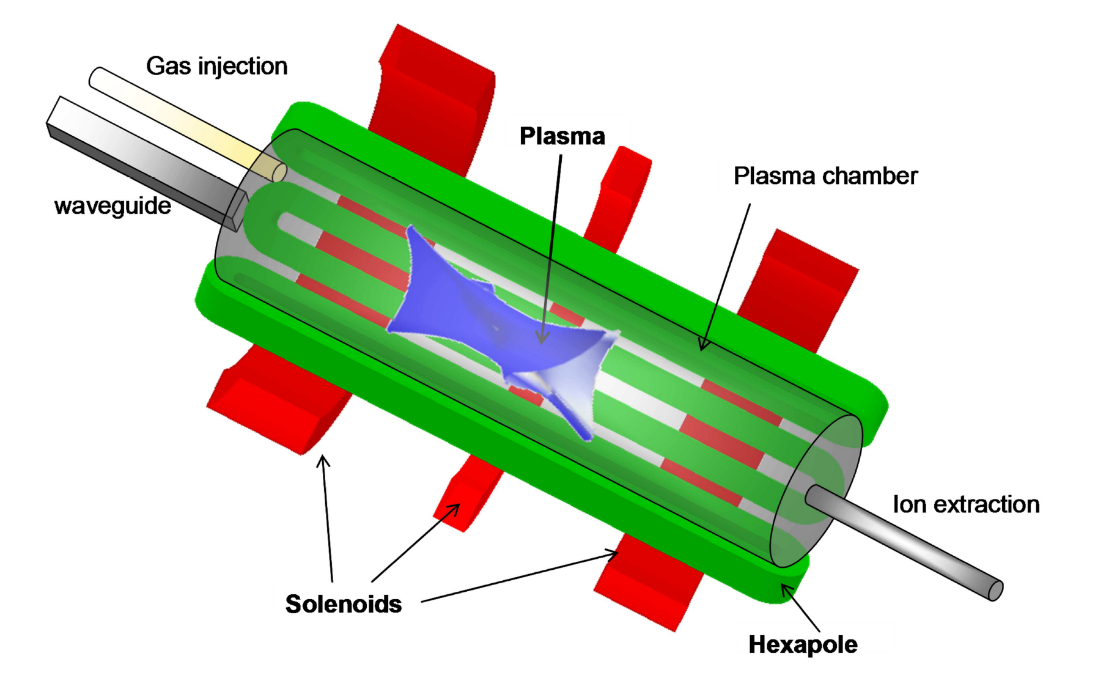 Gas injection
Plasma
Plasma chamber
waveguide
Ion extraction
Solenoids
Hexapole